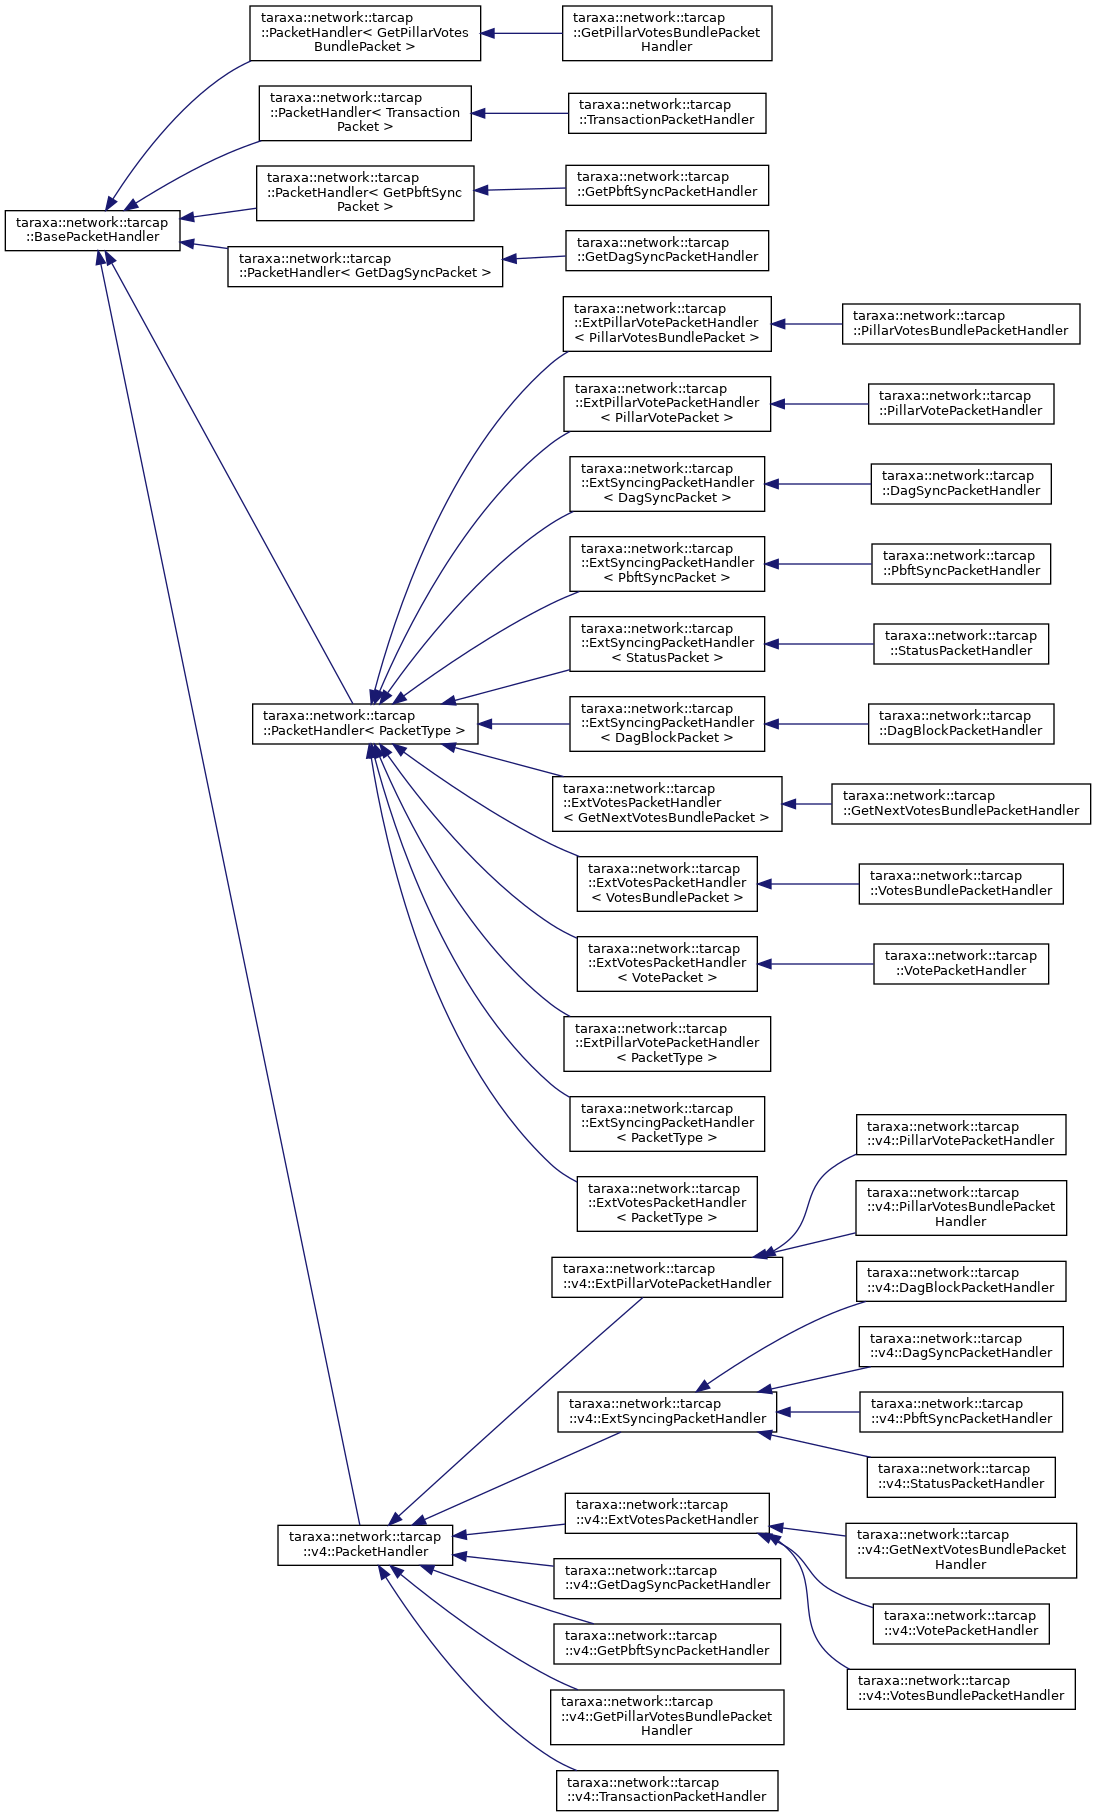 taraxa::network::tarcap
::PacketHandler< GetPillarVotes
BundlePacket >
taraxa::network::tarcap
::GetPillarVotesBundlePacket
Handler
taraxa::network::tarcap
::PacketHandler< Transaction
Packet >
taraxa::network::tarcap
::TransactionPacketHandler
taraxa::network::tarcap
::PacketHandler< GetPbftSync
Packet >
taraxa::network::tarcap
::GetPbftSyncPacketHandler
taraxa::network::tarcap
::BasePacketHandler
taraxa::network::tarcap
::PacketHandler< GetDagSyncPacket >
taraxa::network::tarcap
::GetDagSyncPacketHandler
taraxa::network::tarcap
::ExtPillarVotePacketHandler
< PillarVotesBundlePacket >
taraxa::network::tarcap
::PillarVotesBundlePacketHandler
taraxa::network::tarcap
::ExtPillarVotePacketHandler
< PillarVotePacket >
taraxa::network::tarcap
::PillarVotePacketHandler
taraxa::network::tarcap
::ExtSyncingPacketHandler
< DagSyncPacket >
taraxa::network::tarcap
::DagSyncPacketHandler
taraxa::network::tarcap
::ExtSyncingPacketHandler
< PbftSyncPacket >
taraxa::network::tarcap
::PbftSyncPacketHandler
taraxa::network::tarcap
::ExtSyncingPacketHandler
< StatusPacket >
taraxa::network::tarcap
::StatusPacketHandler
taraxa::network::tarcap
::PacketHandler< PacketType >
taraxa::network::tarcap
::ExtSyncingPacketHandler
< DagBlockPacket >
taraxa::network::tarcap
::DagBlockPacketHandler
taraxa::network::tarcap
::ExtVotesPacketHandler
< GetNextVotesBundlePacket >
taraxa::network::tarcap
::GetNextVotesBundlePacketHandler
taraxa::network::tarcap
::ExtVotesPacketHandler
< VotesBundlePacket >
taraxa::network::tarcap
::VotesBundlePacketHandler
taraxa::network::tarcap
::ExtVotesPacketHandler
< VotePacket >
taraxa::network::tarcap
::VotePacketHandler
taraxa::network::tarcap
::ExtPillarVotePacketHandler
< PacketType >
taraxa::network::tarcap
::ExtSyncingPacketHandler
< PacketType >
taraxa::network::tarcap
::ExtVotesPacketHandler
< PacketType >
taraxa::network::tarcap
::v4::PillarVotePacketHandler
taraxa::network::tarcap
::v4::PillarVotesBundlePacket
Handler
taraxa::network::tarcap
::v4::ExtPillarVotePacketHandler
taraxa::network::tarcap
::v4::DagBlockPacketHandler
taraxa::network::tarcap
::v4::DagSyncPacketHandler
taraxa::network::tarcap
::v4::ExtSyncingPacketHandler
taraxa::network::tarcap
::v4::PbftSyncPacketHandler
taraxa::network::tarcap
::v4::StatusPacketHandler
taraxa::network::tarcap
::v4::PacketHandler
taraxa::network::tarcap
::v4::ExtVotesPacketHandler
taraxa::network::tarcap
::v4::GetNextVotesBundlePacket
Handler
taraxa::network::tarcap
::v4::GetDagSyncPacketHandler
taraxa::network::tarcap
::v4::VotePacketHandler
taraxa::network::tarcap
::v4::GetPbftSyncPacketHandler
taraxa::network::tarcap
::v4::VotesBundlePacketHandler
taraxa::network::tarcap
::v4::GetPillarVotesBundlePacket
Handler
taraxa::network::tarcap
::v4::TransactionPacketHandler